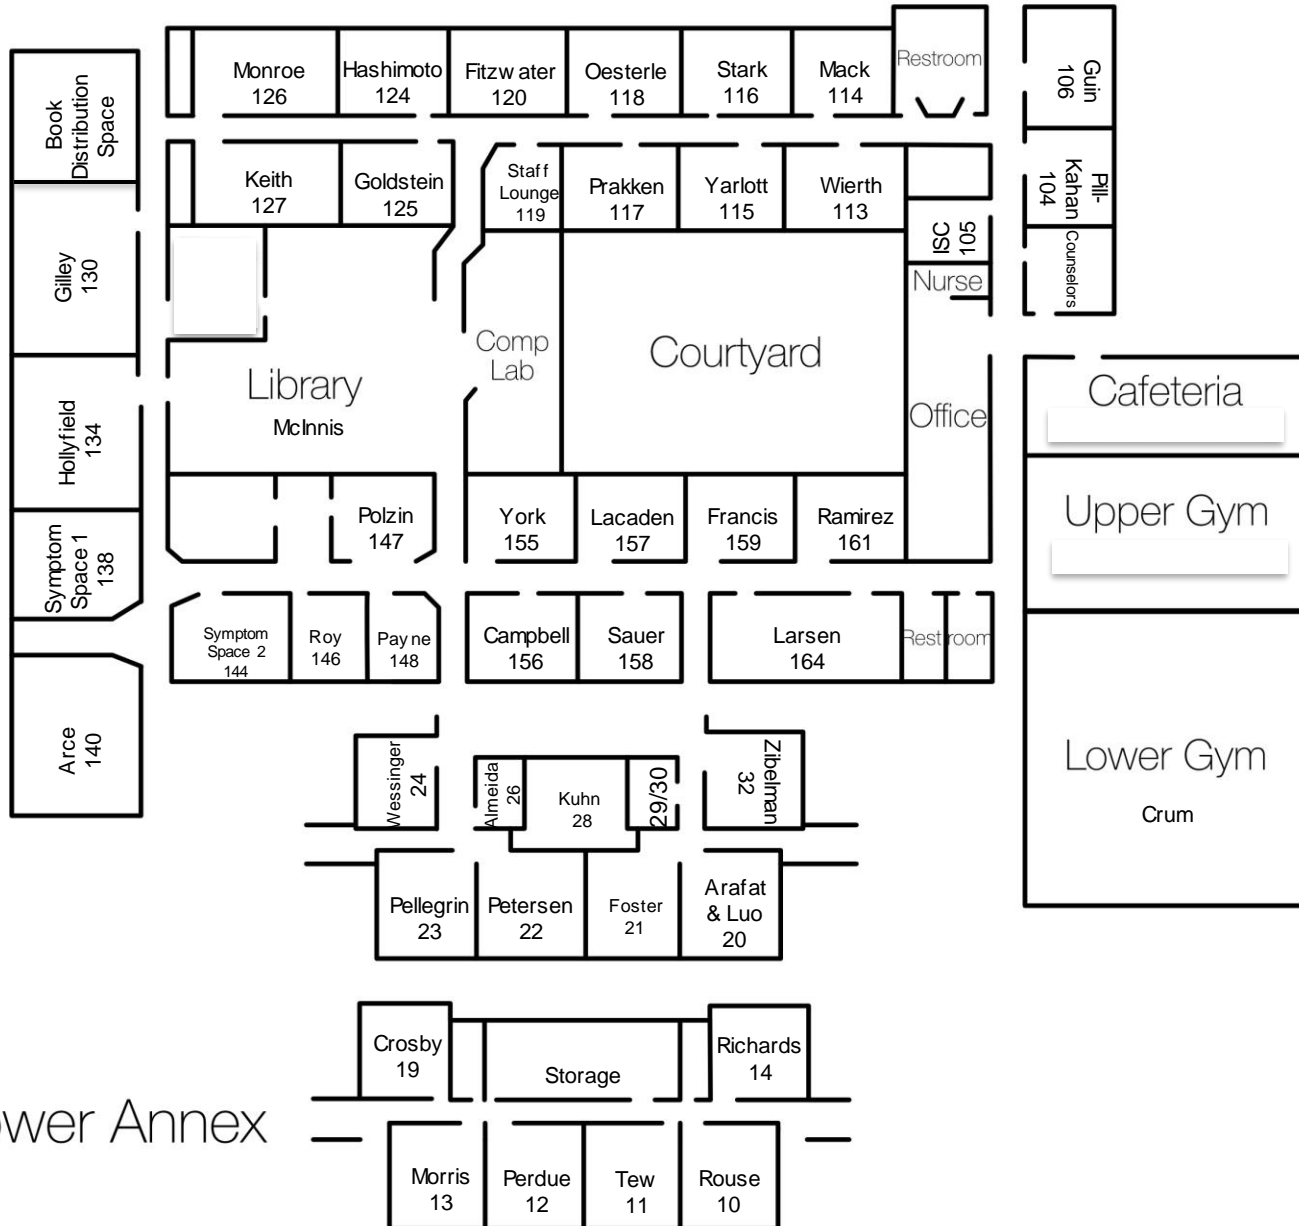 Monroe
126
Hashimoto
124
Fitzwater
120
Oesterle
118
Stark
116
Mack
114
Restroom
Guin
106
Book
Distribution
Space
Keith
127
Goldstein
125
Staff
Lounge
119
Prakken
117
Yarlott
115
Wierth
113
ISC
105
Pill-
Kahan
104
Counselors
Nurse
Gilley
130
Comp
Lab
Courtyard
Library
McInnis
Office
Cafeteria
Hollyfield
134
Upper Gym
Polzin
147
York
155
Lacaden
157
Francis
159
Ramirez
161
Symptom
Space 1
138
Symptom
Space 2
144
Roy
146
Payne
148
Campbell
156
Sauer
158
Larsen
164
Restroom
Arce
140
Lower Gym
Crum
Wessinger
24
Almeida
26
Kuhn
28
29/30
Zibelman
32
Pellegrin
23
Petersen
22
Foster
21
Arafat
& Luo
20
Crosby
19
Storage
Richards
14
ower Annex
Morris
13
Perdue
12
Tew
11
Rouse
10